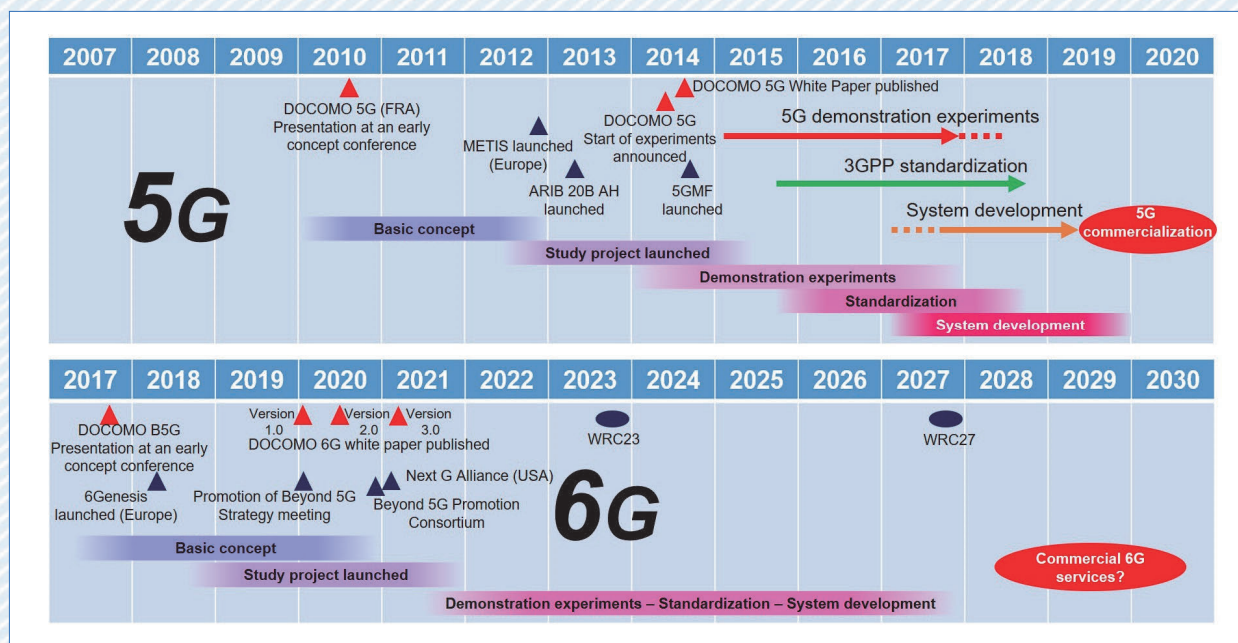 2007 2008 2009 2010 2011 2012 2013 2014 2015 2016 2017 2018 2019 2020
DOCOMO 5G (FRA)
Presentation at an early
concept conference
METIS launched
(Europe)
ARIB 20B AH
launched
DOCOMO 5G White Paper published
DOCOMO 5G
Start of experiments
announced
5GMF
launched
5G demonstration experiments
3GPP standardization
System development
5G
commercialization
5G
Basic concept
Study project launched
Demonstration experiments
Standardization
System development
2017 2018 2019 2020 2021 2022 2023 2024 2025 2026 2027 2028 2029 2030
DOCOMO B5G
Presentation at an early
concept conference
6Genesis
launched (Europe)
Version
1.0
Version
2.0
Version
3.0
DOCOMO 6G white paper published
Promotion of Beyond 5G
Strategy meeting
Next G Alliance (USA)
Beyond 5G Promotion
Consortium
WRC23
WRC27
6G
Basic concept
Study project launched
Demonstration experiments – Standardization – System development
Commercial 6G
services?